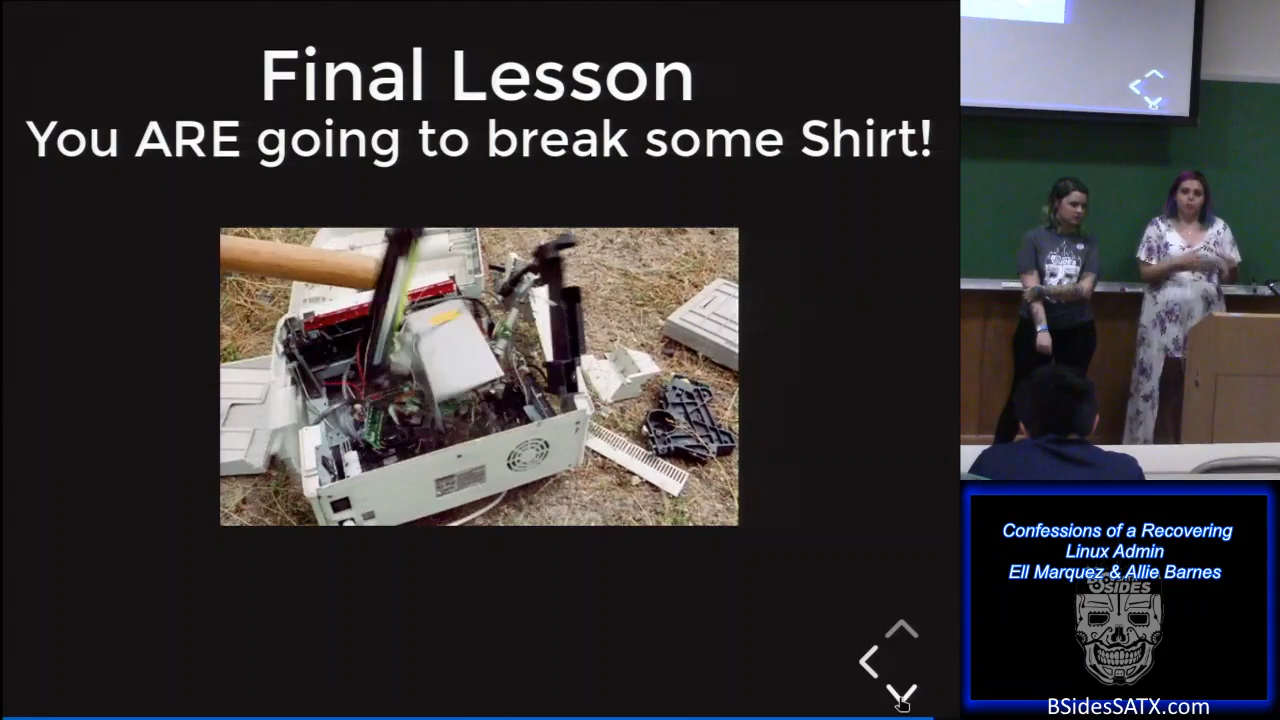 Final Lesson
You ARE going to break some Shirt!
Confessions of a Recovering
Linux Admin
Ell Marquez & Allie Barnes
BSIDES
BSidesSATX.com